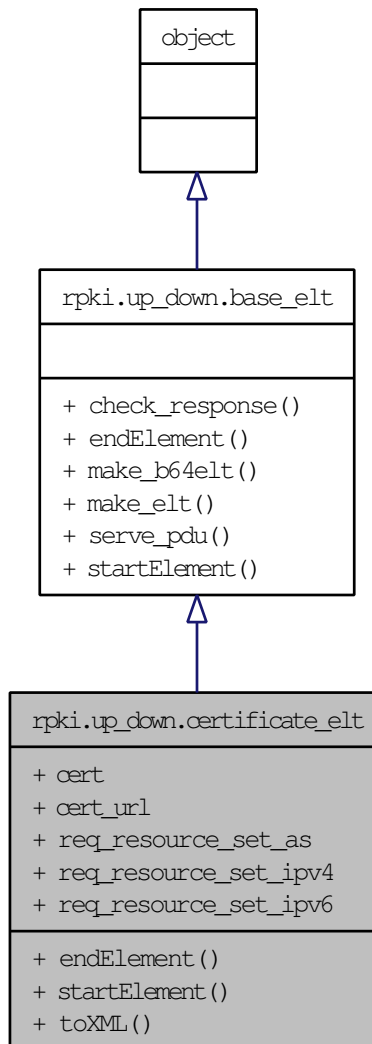 object
rpki.up_down.base_elt
+ check_response()
+ endElement()
+ make_b64elt()
+ make_elt()
+ serve_pdu()
+ startElement()
rpki.up_down.certificate_elt
+ cert
+ cert_url
+ req_resource_set_as
+ req_resource_set_ipv4
+ req_resource_set_ipv6
+ endElement()
+ startElement()
+ toXML()